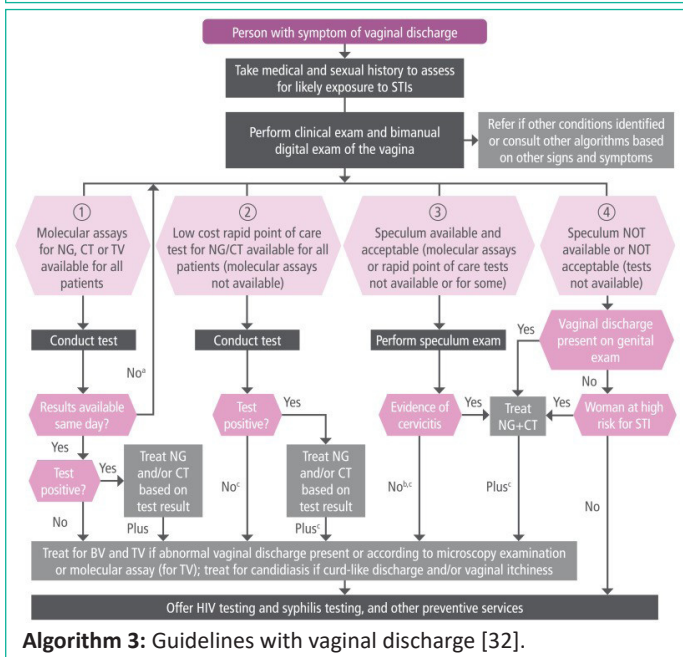 Person with symptom of vaginal discharge
Take medical and sexual history to assess
for likely exposure to STIs
Perform clinical exam and bimanual
digital exam of the vagina
Refer if other conditions identified
or consult other algorithms based
on other signs and symptoms
1
Molecular assays
for NG, CT or TV
available for all
patients
2
Low cost rapid point of care
test for NG/CT available for all
patients (molecular assays
not available)
3
Speculum available and
acceptable (molecular assays
or rapid point of care tests
not available or for some)
4
Speculum NOT
available or NOT
acceptable (tests
not available)
Conduct test
Noᵃ
Conduct test
Perform speculum exam
Yes
Vaginal discharge
present on genital
exam
No
Results available
same day?
Yes
Test
positive?
Yes
Treat NG
and/or CT
based on
test result
No
Plus
Test
positive?
Yes
Treat NG
and/or CT
based on
test result
Noᶜ
Plusᶜ
Evidence of
cervicitis
Yes
Treat
NG+CT
Yes
Woman at high
risk for STI
Noᵇ,ᶜ
Plusᶜ
No
Treat for BV and TV if abnormal vaginal discharge present or according to microscopy examination
or molecular assay (for TV); treat for candidiasis if curd-like discharge and/or vaginal itchiness
Offer HIV testing and syphilis testing, and other preventive services
Algorithm 3: Guidelines with vaginal discharge [32].